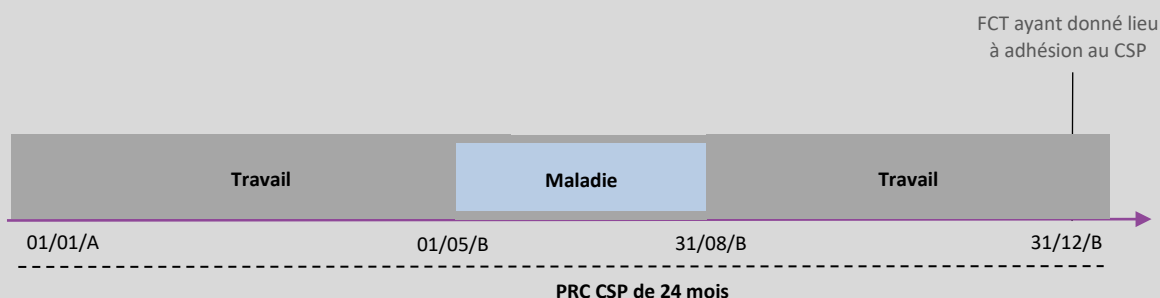 FCT ayant donné lieu
à adhésion au CSP
Travail
Maladie
Travail
01/01/A
01/05/B
31/08/B
31/12/B
PRC CSP de 24 mois